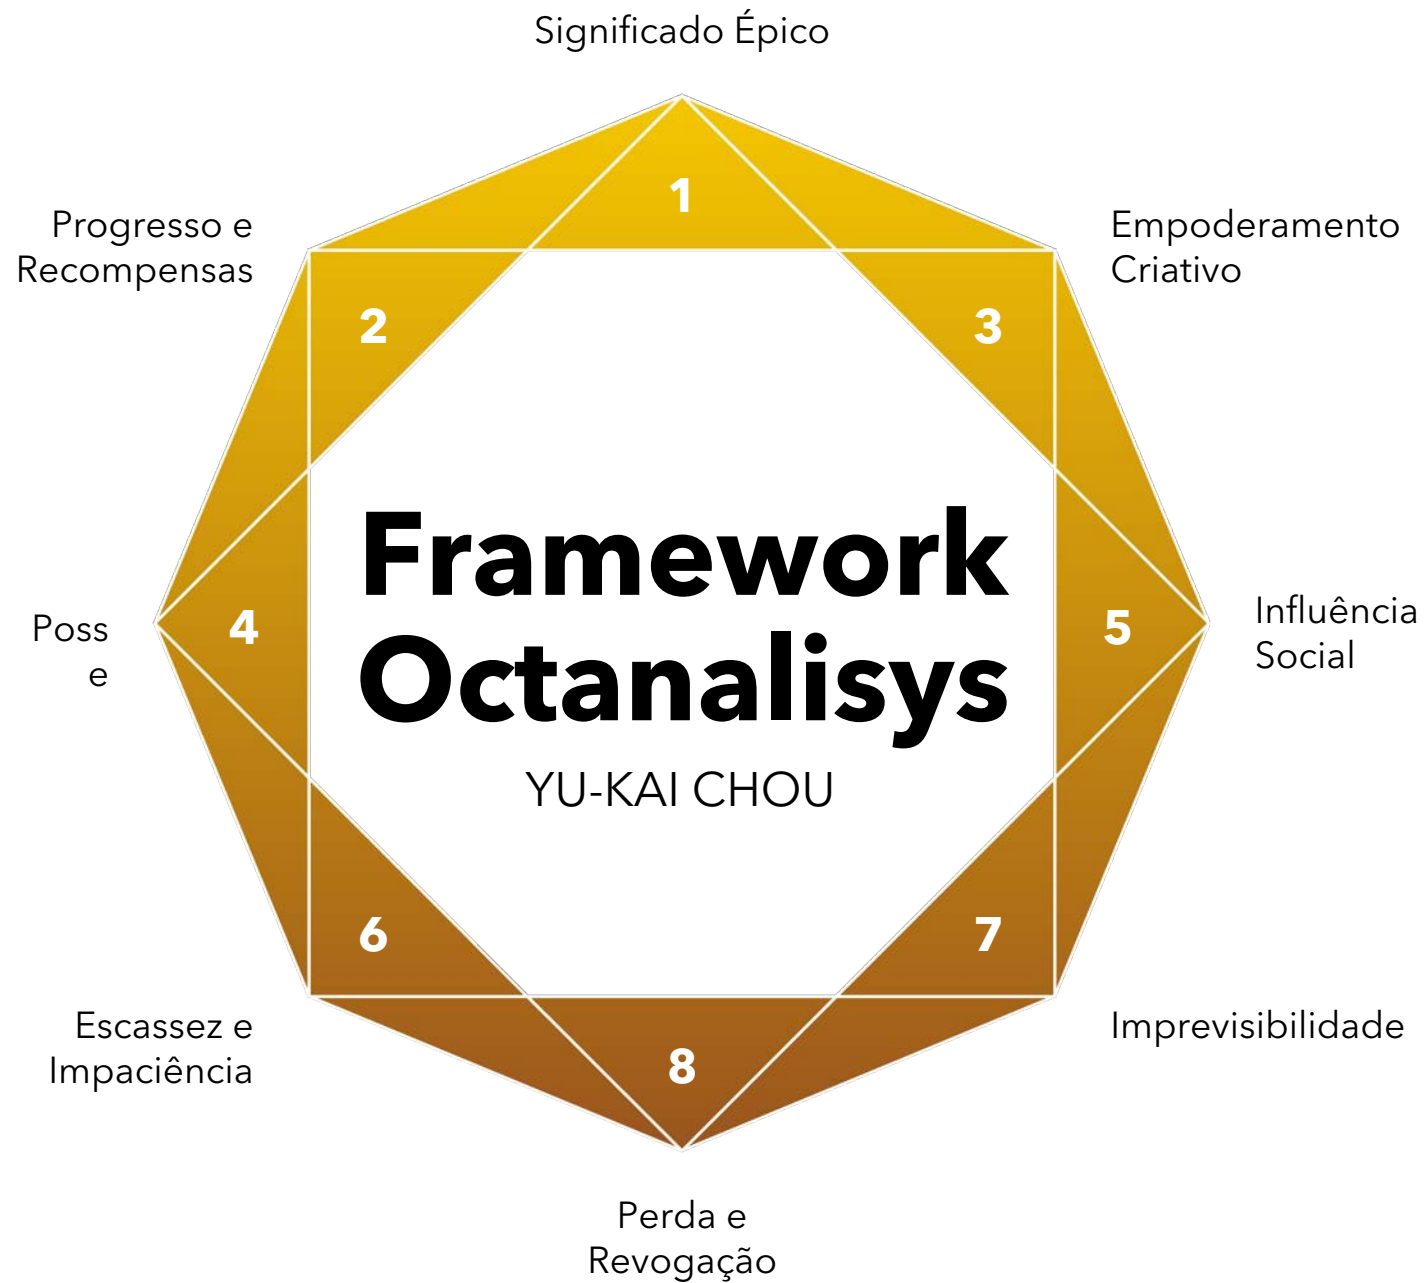 Significado Épico
1
Progresso e
Recompensas
Empoderamento
Criativo
2
3
Framework
Octanalisys
YU-KAI CHOU
Poss
e
4
5
Influência
Social
6
7
Escassez e
Impaciência
Imprevisibilidade
8
Perda e
Revogação